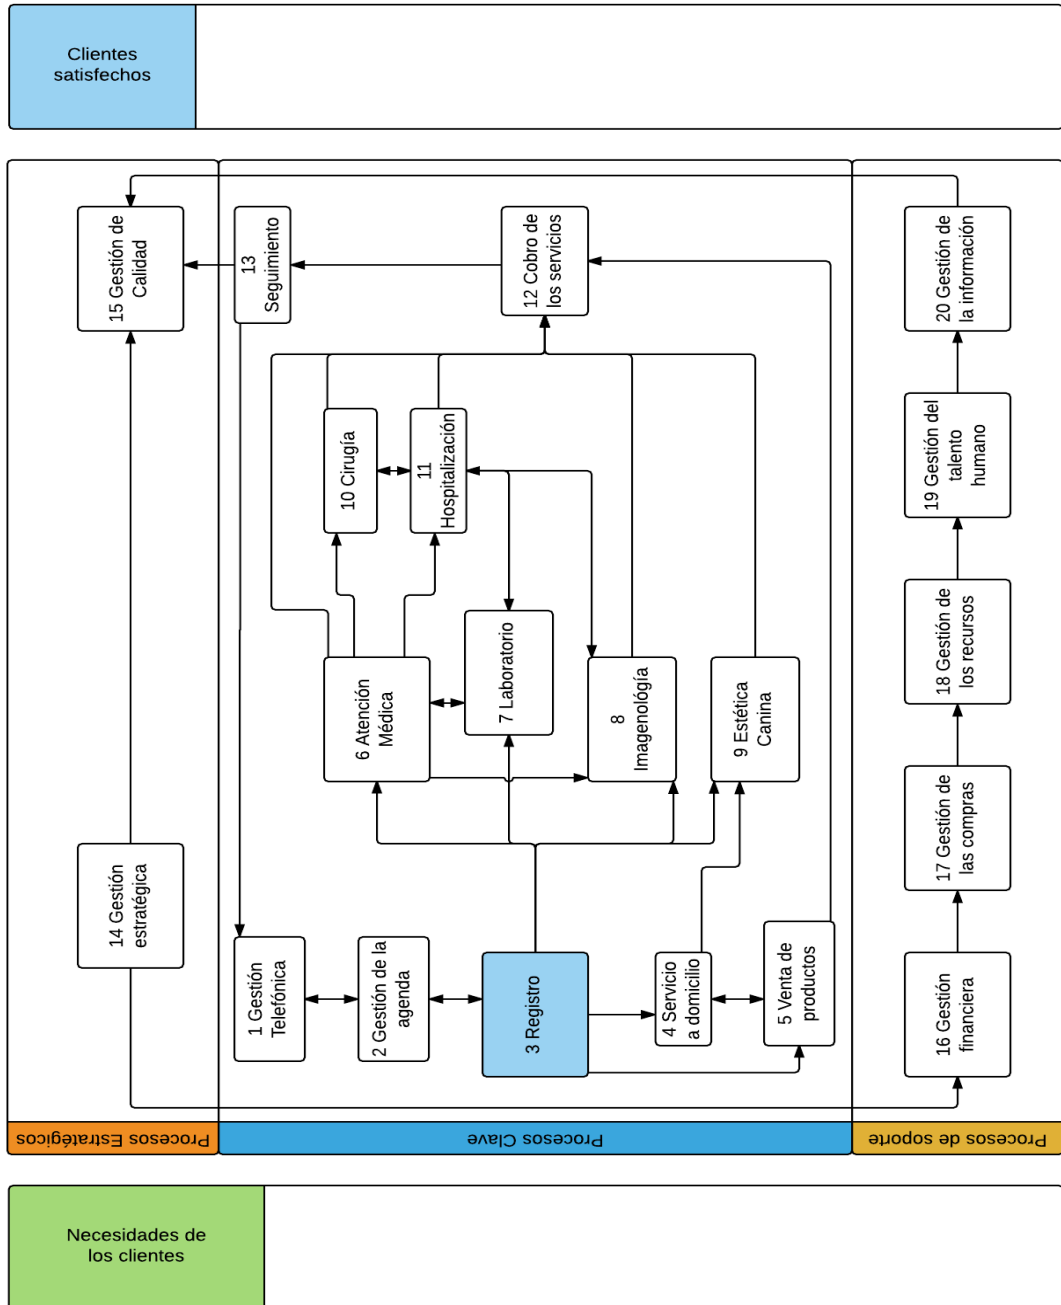 Clientes
satisfechos
15 Gestión de
Calidad
13
Seguimiento
12 Cobro de
los servicios
20 Gestión de
la información
10 Cirugía
11
Hospitalización
19 Gestión del
talento
humano
6 Atención
Médica
7 Laboratorio
8
Imagenológía
9 Estética
Canina
18 Gestión de
los recursos
14 Gestión
estratégica
17 Gestión de
las compras
1 Gestión
Telefónica
2 Gestión de la
agenda
3 Registro
4 Servicio
a domicilio
5 Venta de
productos
16 Gestión
financiera
Procesos Estratégicos
Procesos Clave
Procesos de soporte
Necesidades de
los clientes